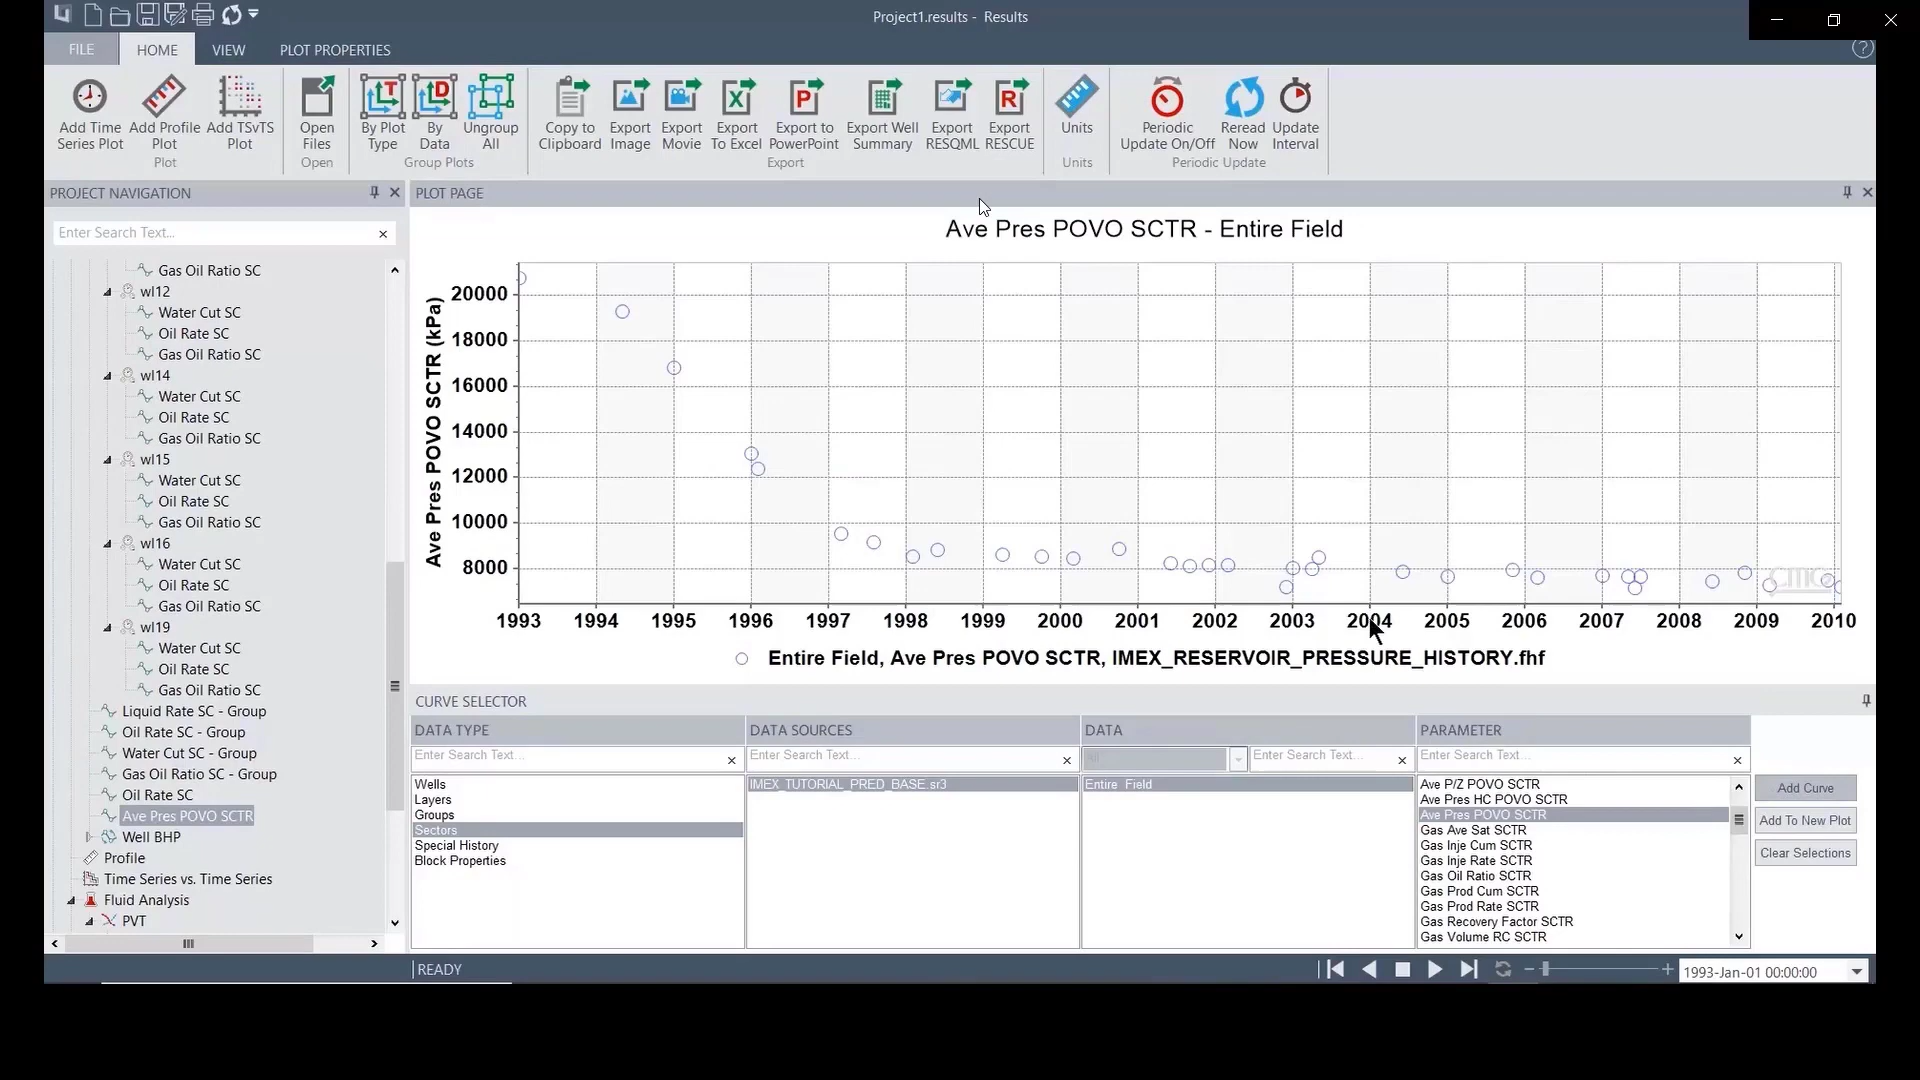 Project1.results - Results
FILE
HOME
VIEW
PLOT PROPERTIES
Add Time
Series Plot
Add Profile
Plot
Add TSvTS
Plot
Plot
Open
Files
Open
By Plot
Type
By
Data
Ungroup
All
Group Plots
Copy to
Clipboard
Export
Image
Export
Movie
Export
To Excel
Export to
PowerPoint
Export Well
Summary
Export
RESQML
Export
RESCUE
Export
Units
Units
Periodic
Update On/Off
Reread
Now
Update
Interval
Periodic Update
PROJECT NAVIGATION
Enter Search Text...
Gas Oil Ratio SC
wl12
Water Cut SC
Oil Rate SC
Gas Oil Ratio SC
wl14
Water Cut SC
Oil Rate SC
Gas Oil Ratio SC
wl15
Water Cut SC
Oil Rate SC
Gas Oil Ratio SC
wl16
Water Cut SC
Oil Rate SC
Gas Oil Ratio SC
wl19
Water Cut SC
Oil Rate SC
Gas Oil Ratio SC
Liquid Rate SC - Group
Oil Rate SC - Group
Water Cut SC - Group
Gas Oil Ratio SC - Group
Oil Rate SC
Ave Pres POVO SCTR
Well BHP
Profile
Time Series vs. Time Series
Fluid Analysis
PVT
PLOT PAGE
Ave Pres POVO SCTR - Entire Field
Ave Pres POVO SCTR (kPa)
20000
18000
16000
14000
12000
10000
8000
1993 1994 1995 1996 1997 1998 1999 2000 2001 2002 2003 2004 2005 2006 2007 2008 2009 2010
CMG
Entire Field, Ave Pres POVO SCTR, IMEX_RESERVOIR_PRESSURE_HISTORY.fhf
CURVE SELECTOR
DATA TYPE
Enter Search Text...
Wells
Layers
Groups
Sectors
Special History
Block Properties
DATA SOURCES
Enter Search Text...
IMEX_TUTORIAL_PRED_BASE.sr3
DATA
All
Enter Search Text...
Entire Field
PARAMETER
Enter Search Text...
Ave P/Z POVO SCTR
Ave Pres HC POVO SCTR
Ave Pres POVO SCTR
Gas Ave Sat SCTR
Gas Inje Cum SCTR
Gas Inje Rate SCTR
Gas Oil Ratio SCTR
Gas Prod Cum SCTR
Gas Prod Rate SCTR
Gas Recovery Factor SCTR
Gas Volume RC SCTR
Add Curve
Add To New Plot
Clear Selections
READY
1993-Jan-01 00:00:00